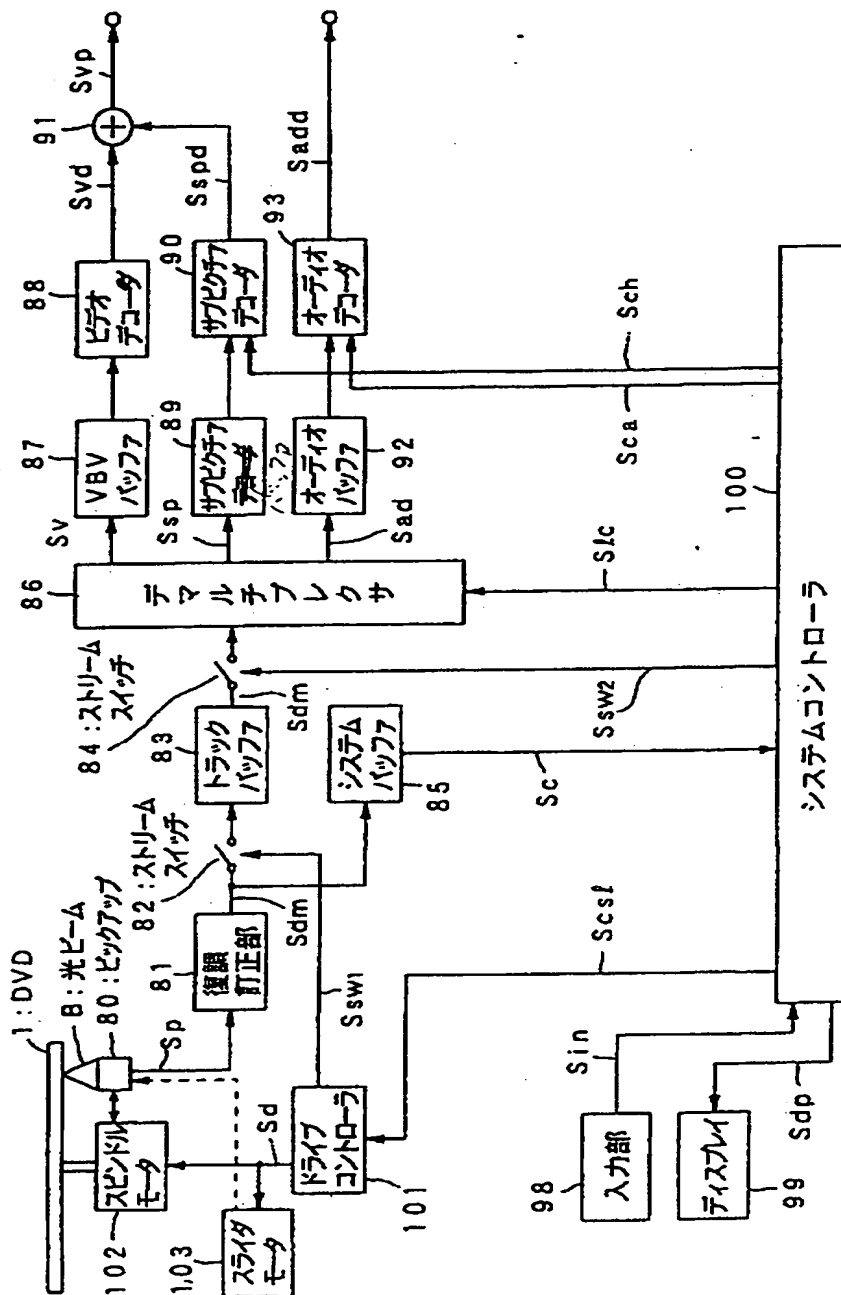 1:DVD
B:光ビーム
80:ピックアップ
スピンドル
モータ
102
スライダ
モータ
103
Sp
Sd
ドライブ
コントローラ
101
復調
訂正部
81
Sdm
82:ストリーム
スイッチ
Ssw1
トラック
バッファ
83
84:ストリーム
スイッチ
Sdm
システム
バッファ
85
Sc
Ssw2
デマルチプレクサ
86
Slc
Sv
Ssp
Sad
VBV
バッファ
87
サブピクチャ
デコーダ
バッファ
89
オーディオ
バッファ
92
ビデオ
デコーダ
88
サブピクチャ
デコーダ
90
オーディオ
デコーダ
93
Svd
Sspd
91
Svp
Sadd
Sch
Sca
Scsl
入力部
98
Sin
ディスプレイ
99
Sdp
システムコントローラ
100